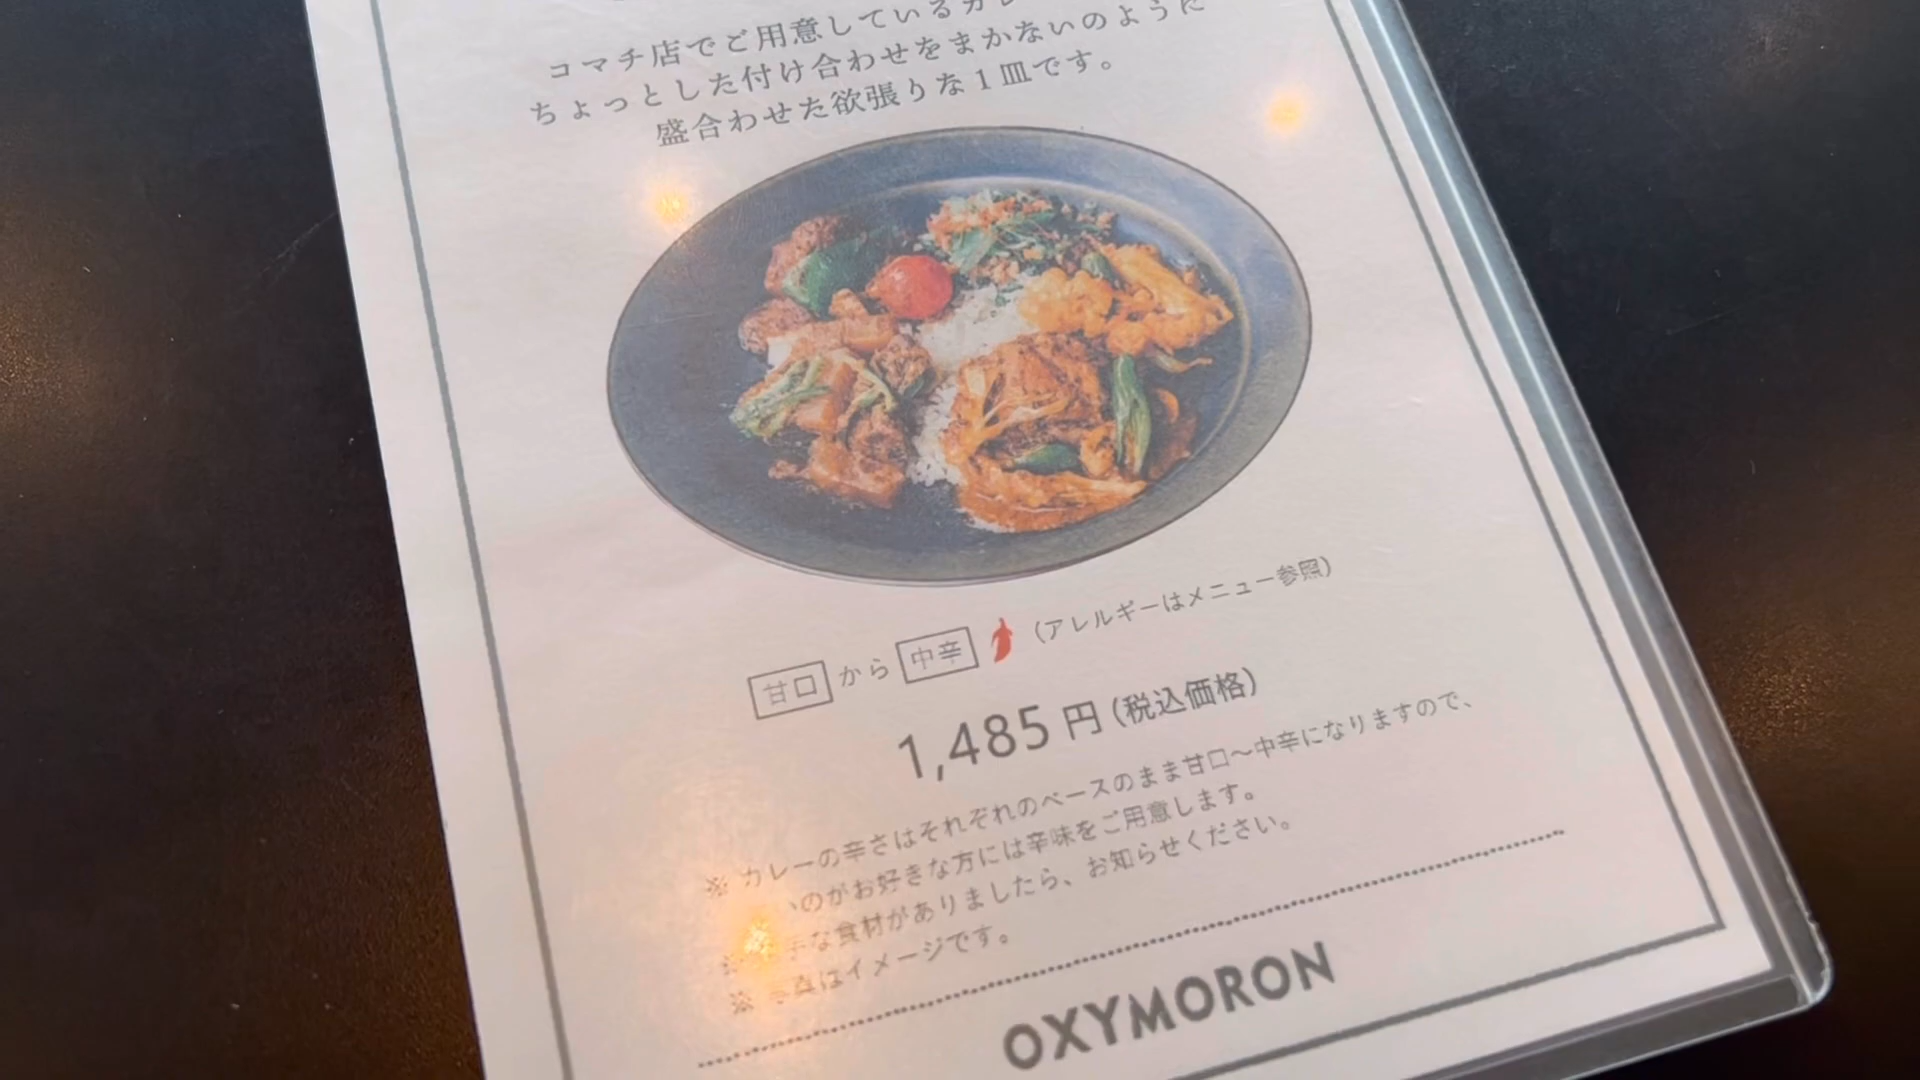 コマチ店でご用意しているカレ
ちょっとした付け合わせをまかないのように
盛合わせた欲張りな1皿です。
甘口から中辛 (アレルギーはメニュー参照)
1,485円(税込価格)
※ カレーの辛さはそれぞれのベースのまま甘口～中辛になりますので、
いのがお好きな方には辛味をご用意します。
※ な食材がありましたら、お知らせください。
※ 写真はイメージです。
OXYMORON